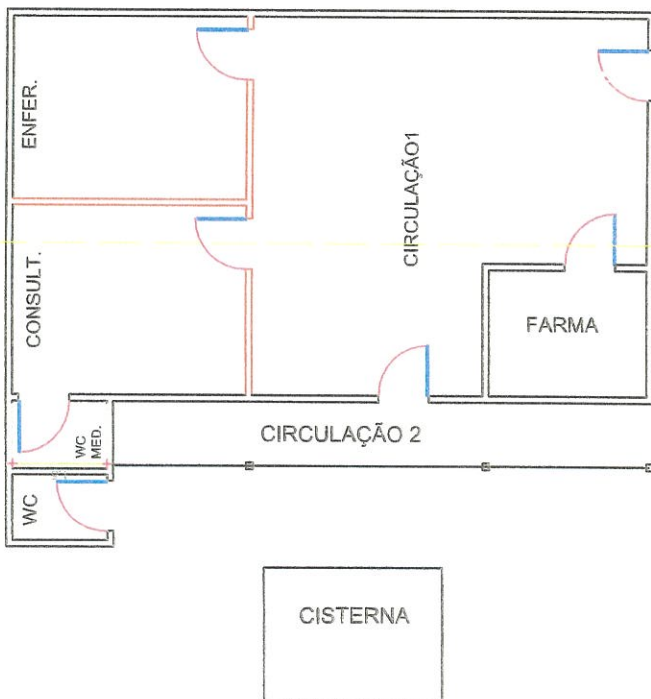 ENFER.
CIRCULAÇÃO1
CONSULT.
FARMA
CIRCULAÇÃO 2
WC
MED.
WC
CISTERNA